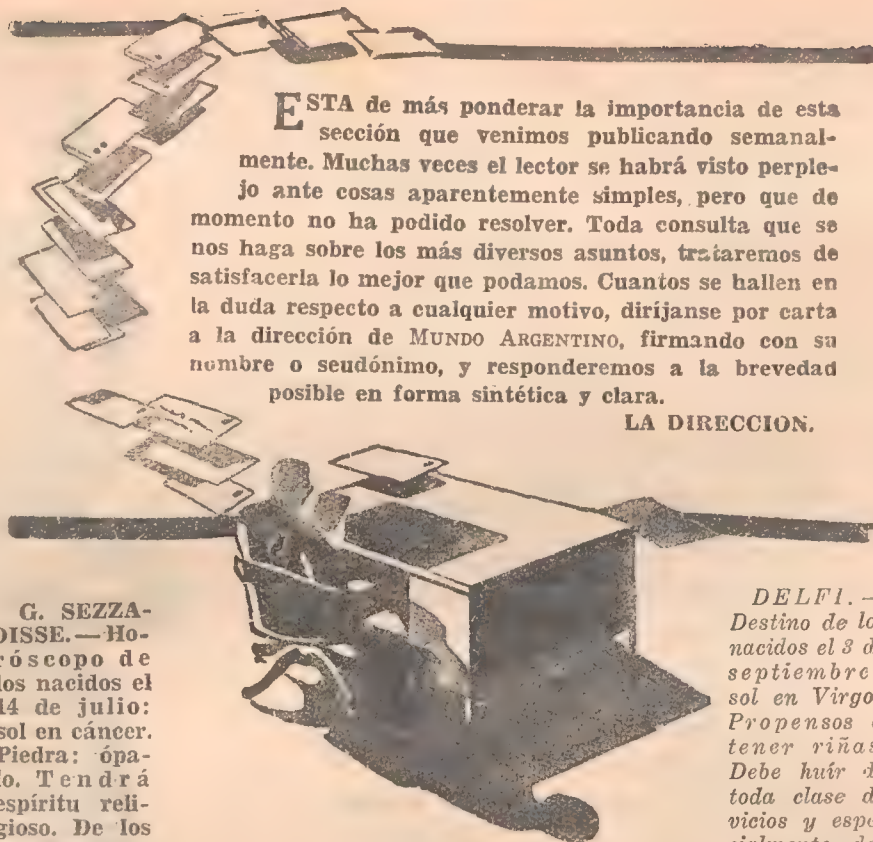 ESTA de más ponderar la importancia de esta
sección que venimos publicando semanal-
mente. Muchas veces el lector se habrá visto perple-
jo ante cosas aparentemente simples, pero que de
momento no ha podido resolver. Toda consulta que se
nos haga sobre los más diversos asuntos, trataremos de
satisfacerla lo mejor que podamos. Cuantos se hallen en
la duda respecto a cualquier motivo, diríjanse por carta
a la dirección de MUNDO ARGENTINO, firmando con su
nombre o seudónimo, y responderemos a la brevedad
posible en forma sintética y clara.
LA DIRECCION.
G. SEZZA-
DISSE.—Ho-
róscopo de
los nacidos el
14 de julio:
sol en cáncer.
Piedra: ópa-
lo. Tendrá
espíritu reli-
gioso. De los
DELFI.—
Destino de lo
nacidos el 3 d
septiembre
sol en Virgo
Propensos
tener riñas
Debe huír d
toda clase d
vicios y espe